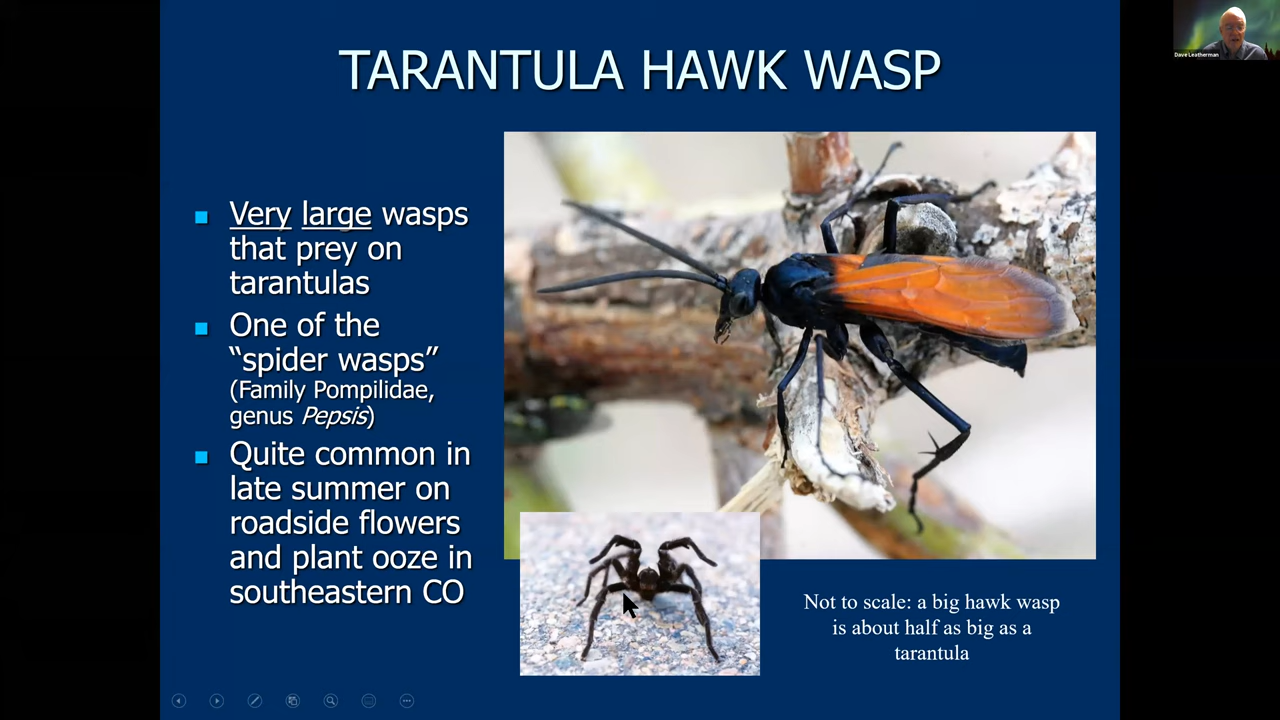 Dave Leatherman
TARANTULA HAWK WASP
Very large wasps
that prey on
tarantulas
One of the
“spider wasps”
(Family Pompilidae,
genus Pepsis)
Quite common in
late summer on
roadside flowers
and plant ooze in
southeastern CO
Not to scale: a big hawk wasp
is about half as big as a
tarantula